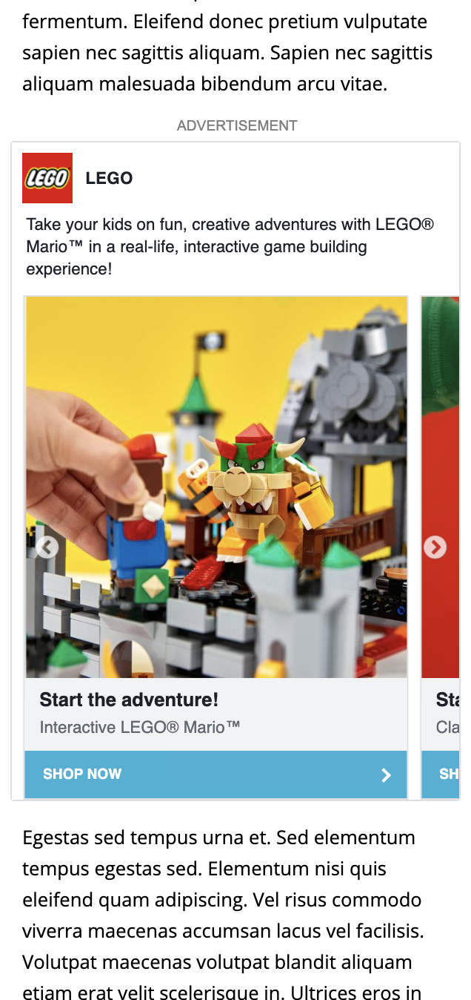 fermentum. Eleifend donec pretium vulputate
sapien nec sagittis aliquam. Sapien nec sagittis
aliquam malesuada bibendum arcu vitae.
ADVERTISEMENT
LEGO
LEGO
Take your kids on fun, creative adventures with LEGO®
Mario™ in a real-life, interactive game building
experience!
Start the adventure!
Interactive LEGO® Mario™
SHOP NOW
Sta
Cla
SH
Egestas sed tempus urna et. Sed elementum
tempus egestas sed. Elementum nisi quis
eleifend quam adipiscing. Vel risus commodo
viverra maecenas accumsan lacus vel facilisis.
Volutpat maecenas volutpat blandit aliquam
etiam erat velit scelerisque in. Ultrices eros in